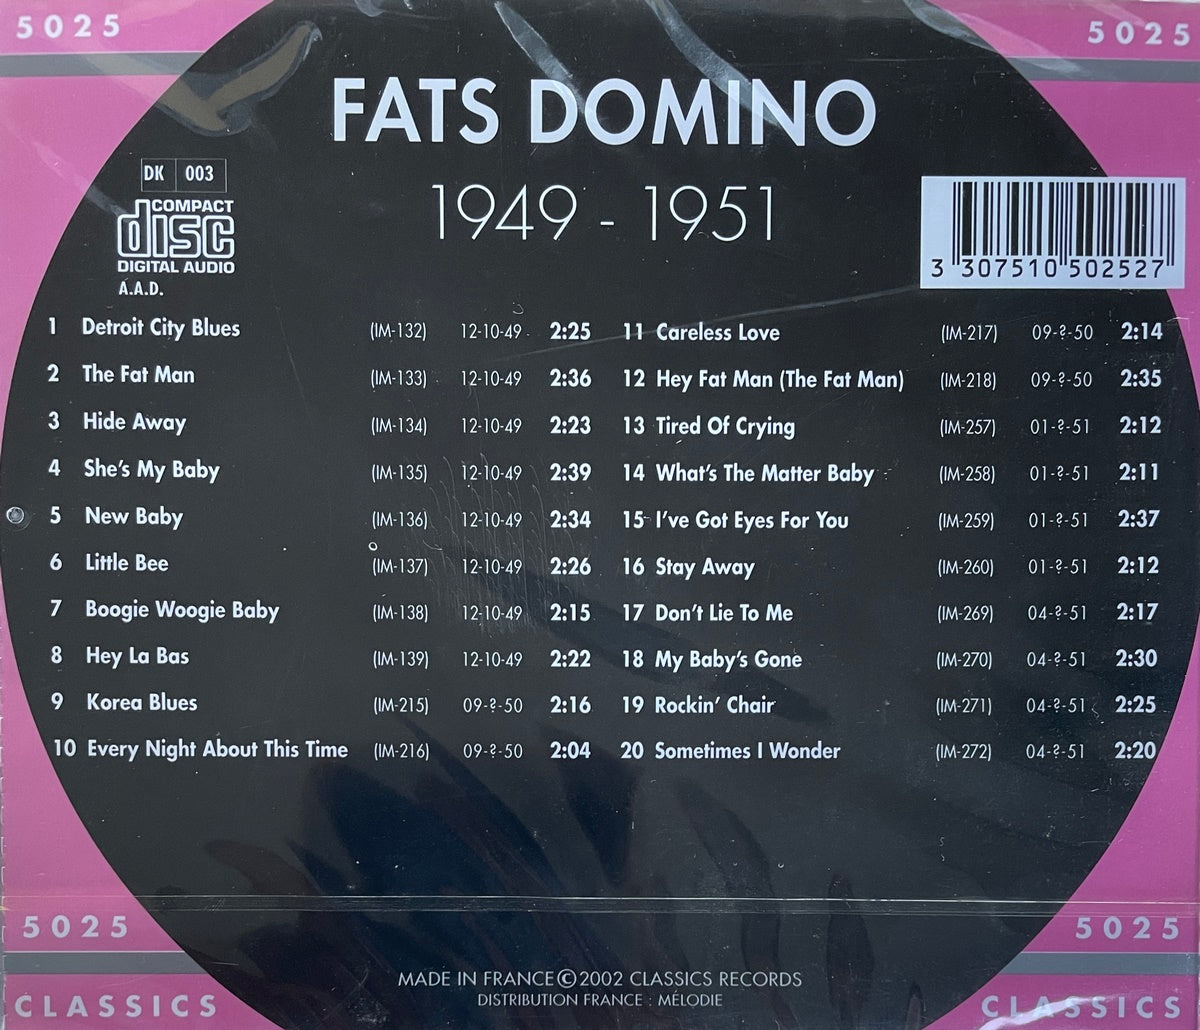 5025
5025
FATS DOMINO
1949 - 1951
DK 003
COMPACT
disc
DIGITAL AUDIO
A.A.D.
3 307510 502527
1 Detroit City Blues (IM-132) 12-10-49 2:25
2 The Fat Man (IM-133) 12-10-49 2:36
3 Hide Away (IM-134) 12-10-49 2:23
4 She's My Baby (IM-135) 12-10-49 2:39
5 New Baby (IM-136) 12-10-49 2:34
6 Little Bee (IM-137) 12-10-49 2:26
7 Boogie Woogie Baby (IM-138) 12-10-49 2:15
8 Hey La Bas (IM-139) 12-10-49 2:22
9 Korea Blues (IM-215) 09-?-50 2:16
10 Every Night About This Time (IM-216) 09-?-50 2:04
11 Careless Love (IM-217) 09-?-50 2:14
12 Hey Fat Man (The Fat Man) (IM-218) 09-?-50 2:35
13 Tired Of Crying (IM-257) 01-?-51 2:12
14 What's The Matter Baby (IM-258) 01-?-51 2:11
15 I've Got Eyes For You (IM-259) 01-?-51 2:37
16 Stay Away (IM-260) 01-?-51 2:12
17 Don't Lie To Me (IM-269) 04-?-51 2:17
18 My Baby's Gone (IM-270) 04-?-51 2:30
19 Rockin' Chair (IM-271) 04-?-51 2:25
20 Sometimes I Wonder (IM-272) 04-?-51 2:20
5025
5025
MADE IN FRANCE ©2002 CLASSICS RECORDS
DISTRIBUTION FRANCE : MÉLODIE
CLASSICS
CLASSICS